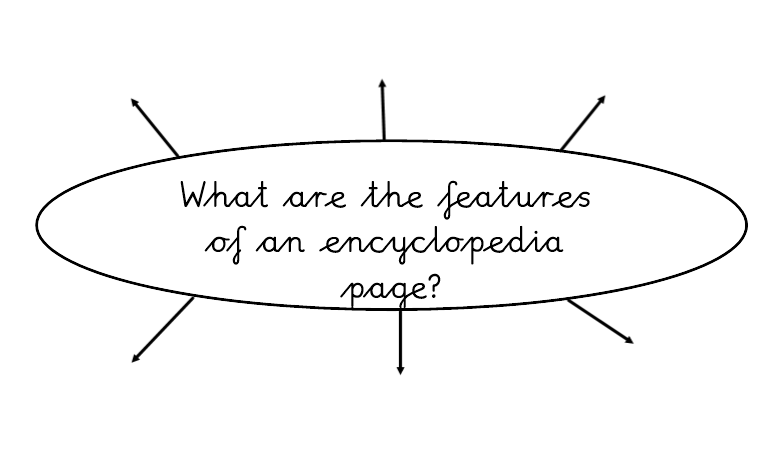 What are the features
of an encyclopedia
page?